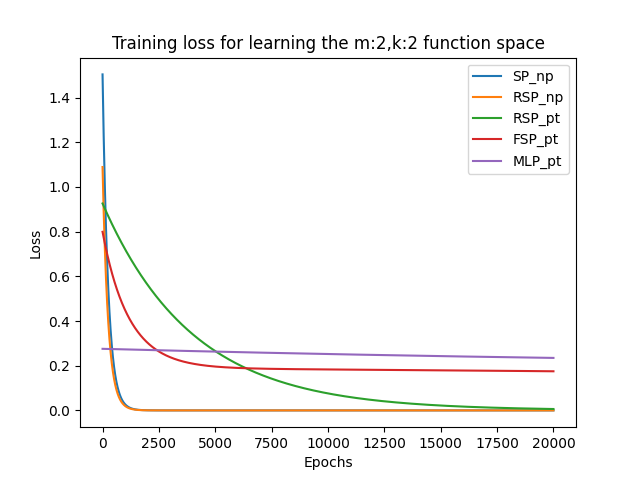 Training loss for learning the m:2,k:2 function space
SP_np
RSP_np
RSP_pt
FSP_pt
MLP_pt
Loss
1.4
1.2
1.0
0.8
0.6
0.4
0.2
0.0
0 2500 5000 7500 10000 12500 15000 17500 20000
Epochs